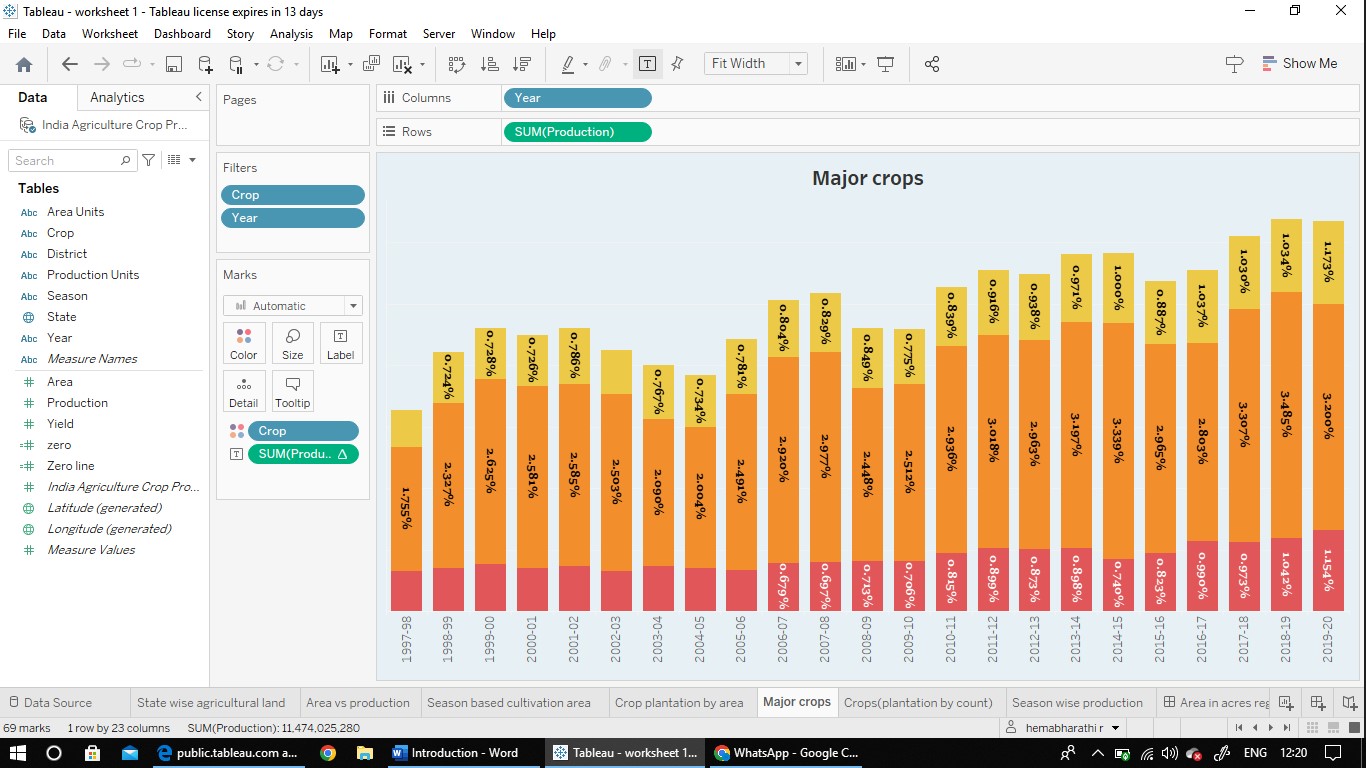 Tableau - worksheet 1 - Tableau license expires in 13 days
File Data Worksheet Dashboard Story Analysis Map Format Server Window Help
Fit Width
Show Me
Data Analytics
India Agriculture Crop Pr...
Search
Tables
Abc Area Units
Abc Crop
Abc District
Abc Production Units
Abc Season
State
Abc Year
Abc Measure Names
Area
Production
Yield
zero
Zero line
India Agriculture Crop Pro...
Latitude (generated)
Longitude (generated)
Measure Values
Pages
Filters
Crop
Year
Marks
Automatic
Color Size Label
Detail Tooltip
Crop
SUM(Produ..
Columns Year
Rows SUM(Production)
Major crops
0.724% 0.728% 0.726% 0.786% 0.767% 0.734% 0.781% 0.804% 0.829% 0.849% 0.775% 0.839% 0.916% 0.938% 0.971% 1.000% 0.887% 1.037% 1.030% 1.034% 1.173%
1.755% 2.327% 2.625% 2.581% 2.585% 2.503% 2.090% 2.004% 2.491% 2.920% 2.977% 2.448% 2.512% 2.936% 3.018% 2.963% 3.197% 3.339% 2.965% 2.803% 3.307% 3.485% 3.200%
0.679% 0.697% 0.713% 0.706% 0.815% 0.899% 0.873% 0.898% 0.740% 0.823% 0.990% 0.973% 1.042% 1.154%
1997-98 1998-99 1999-00 2000-01 2001-02 2002-03 2003-04 2004-05 2005-06 2006-07 2007-08 2008-09 2009-10 2010-11 2011-12 2012-13 2013-14 2014-15 2015-16 2016-17 2017-18 2018-19 2019-20
Data Source State wise agricultural land Area vs production Season based cultivation area Crop plantation by area Major crops Crops(plantation by count) Season wise production Area in acres reg
69 marks 1 row by 23 columns SUM(Production): 11,474,025,280
hemabharathi r
public.tableau.com a... Introduction - Word Tableau - worksheet 1... WhatsApp - Google C...
ENG 12:20